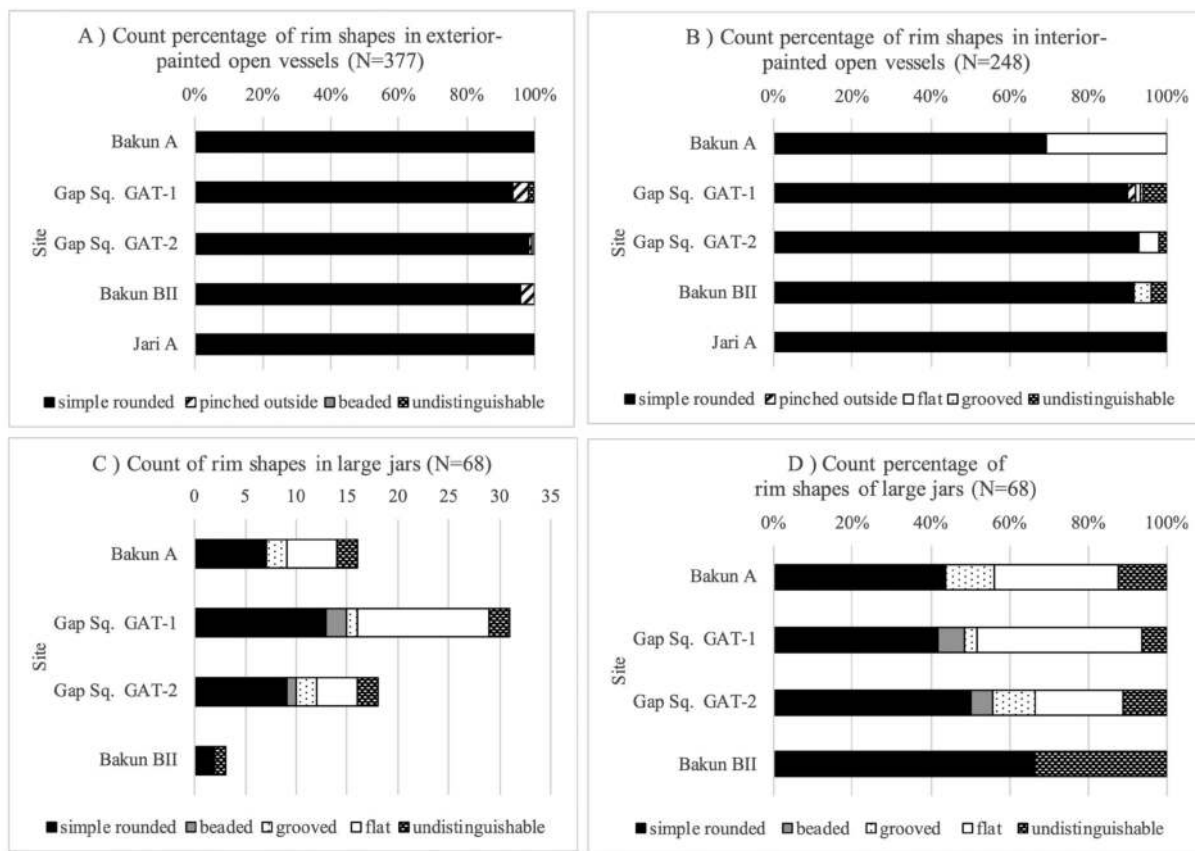 A ) Count percentage of rim shapes in exterior-
painted open vessels (N=377)
0% 20% 40% 60% 80% 100%
Bakun A
Gap Sq. GAT-1
Gap Sq. GAT-2
Bakun BII
Jari A
Site
simple rounded pinched outside beaded undistinguishable
B ) Count percentage of rim shapes in interior-
painted open vessels (N=248)
0% 20% 40% 60% 80% 100%
Bakun A
Gap Sq. GAT-1
Gap Sq. GAT-2
Bakun BII
Jari A
Site
simple rounded pinched outside flat grooved undistinguishable
C ) Count of rim shapes in large jars (N=68)
0 5 10 15 20 25 30 35
Bakun A
Gap Sq. GAT-1
Gap Sq. GAT-2
Bakun BII
Site
simple rounded beaded grooved flat undistinguishable
D ) Count percentage of
rim shapes of large jars (N=68)
0% 20% 40% 60% 80% 100%
Bakun A
Gap Sq. GAT-1
Gap Sq. GAT-2
Bakun BII
Site
simple rounded beaded grooved flat undistinguishable